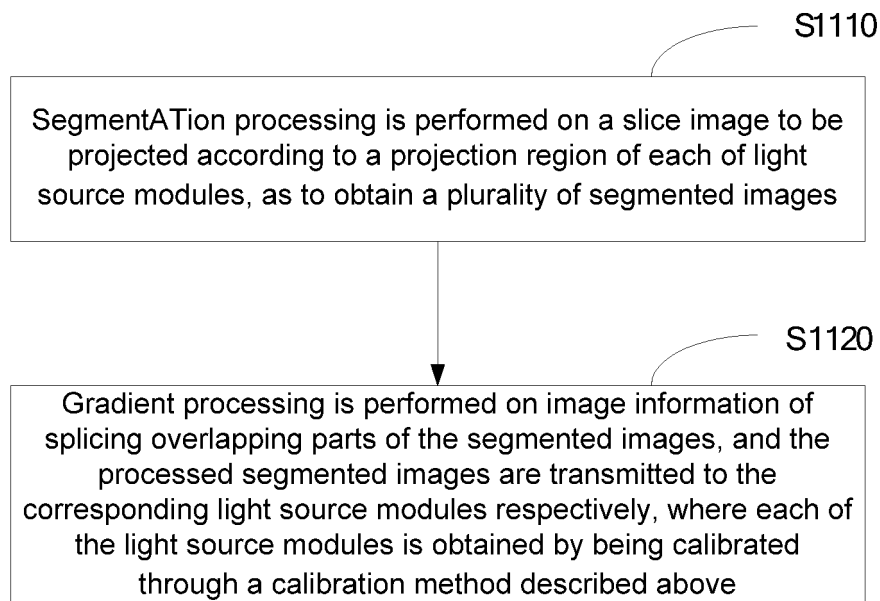 S1110
SegmentATion processing is performed on a slice image to be
projected according to a projection region of each of light
source modules, as to obtain a plurality of segmented images
S1120
Gradient processing is performed on image information of
splicing overlapping parts of the segmented images, and the
processed segmented images are transmitted to the
corresponding light source modules respectively, where each of
the light source modules is obtained by being calibrated
through a calibration method described above